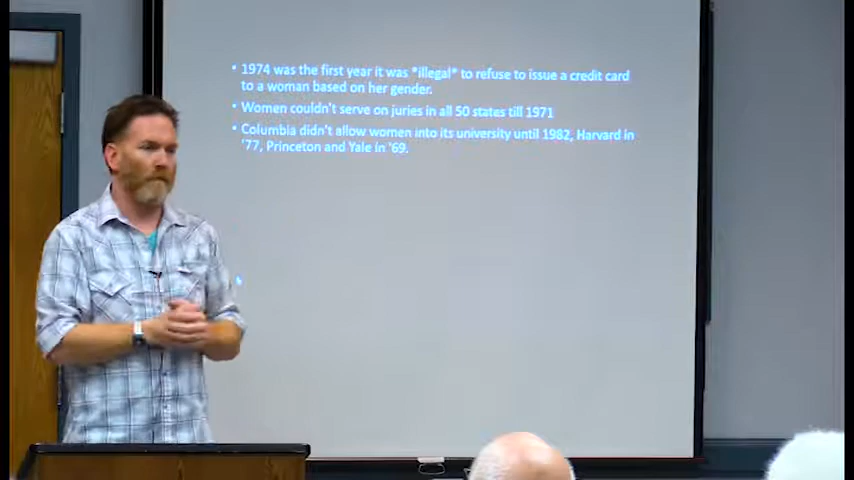 • 1974 was the first year it was *illegal* to refuse to issue a credit card
to a woman based on her gender.
• Women couldn't serve on juries in all 50 states till 1971
• Columbia didn't allow women into its university until 1982, Harvard in
'77, Princeton and Yale in '69.